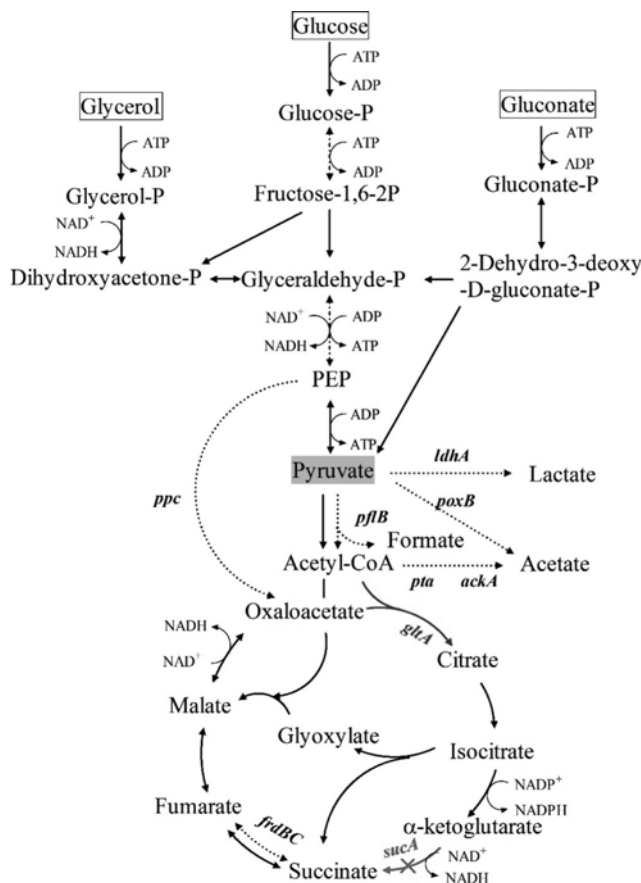 Glucose
ATP
ADP
Glycerol
Glucose-P
Gluconate
ATP
ADP
ATP
ADP
ATP
ADP
Glycerol-P
Fructose-1,6-2P
Gluconate-P
NAD+
NADH
Dihydroxyacetone-P
Glyceraldehyde-P
2-Dehydro-3-deoxy
-D-gluconate-P
NAD+
ADP
NADH
ATP
PEP
ADP
ATP
Pyruvate
ldhA
Lactate
ppc
poxB
pflB
Formate
Acetyl-CoA
pta
ackA
Acetate
Oxaloacetate
NADH
NAD+
gltA
Citrate
Malate
Glyoxylate
Isocitrate
NADP+
NADPH
Fumarate
α-ketoglutarate
frdBC
sucA
NAD+
NADH
Succinate